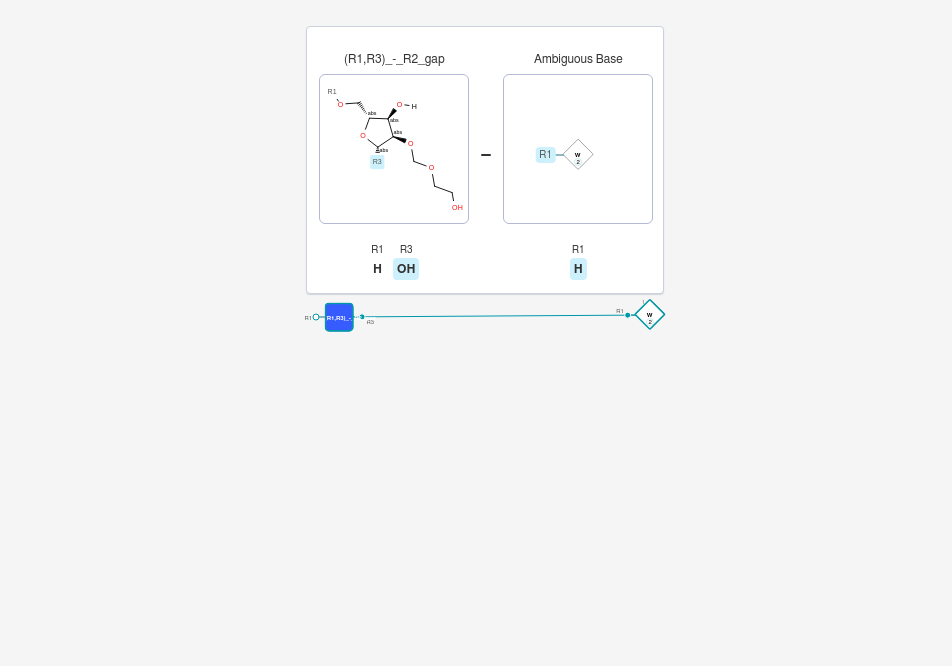 (R1,R3)_-_R2_gap
Ambiguous Base
R1
O
O
H
abs
abs
abs
abs
O
O
R3
O
OH
R1
W
2
R1
R3
R1
H
OH
H
R1
R1,R3)_-
R3
R1
1
W
2